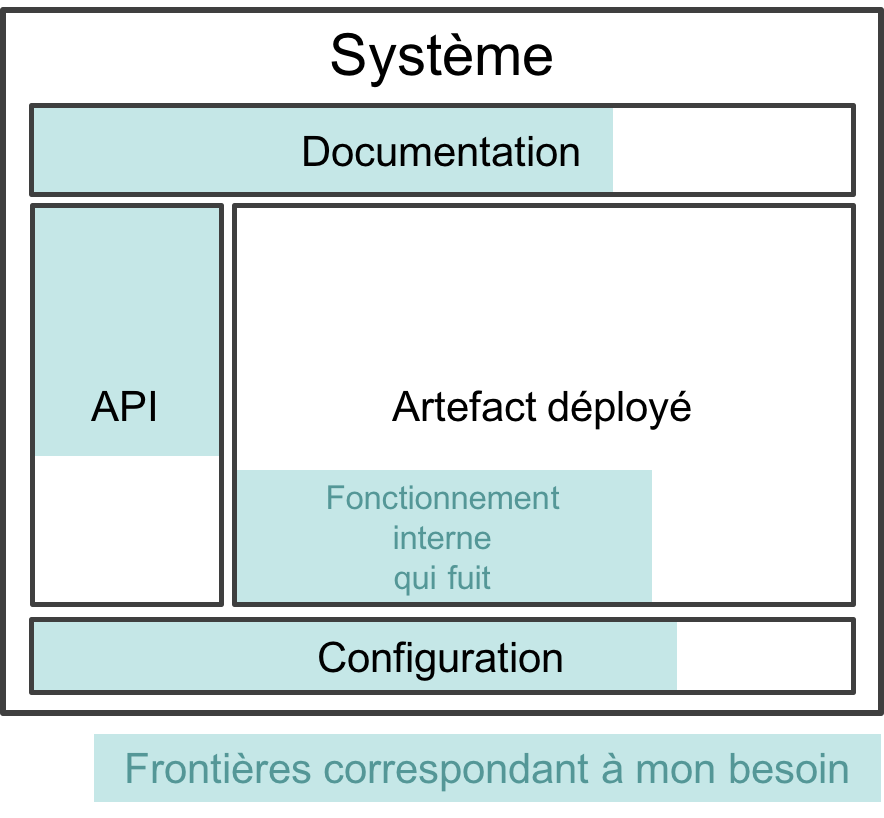 Système
Documentation
API
Artefact déployé
Fonctionnement
interne
qui fuit
Configuration
Frontières correspondant à mon besoin